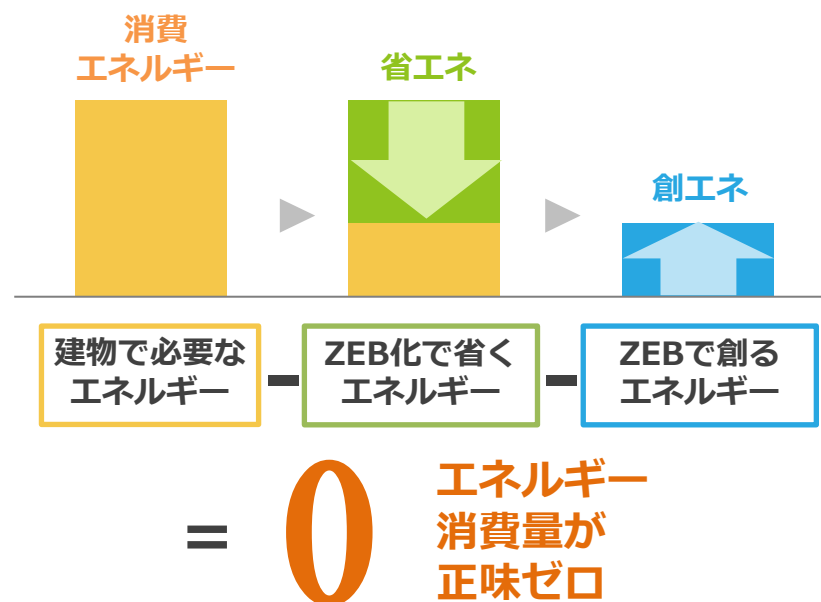 消費
エネルギー
省エネ
創エネ
建物で必要な
エネルギー
-
ZEB化で省く
エネルギー
-
ZEBで創る
エネルギー
=
0
エネルギー
消費量が
正味ゼロ